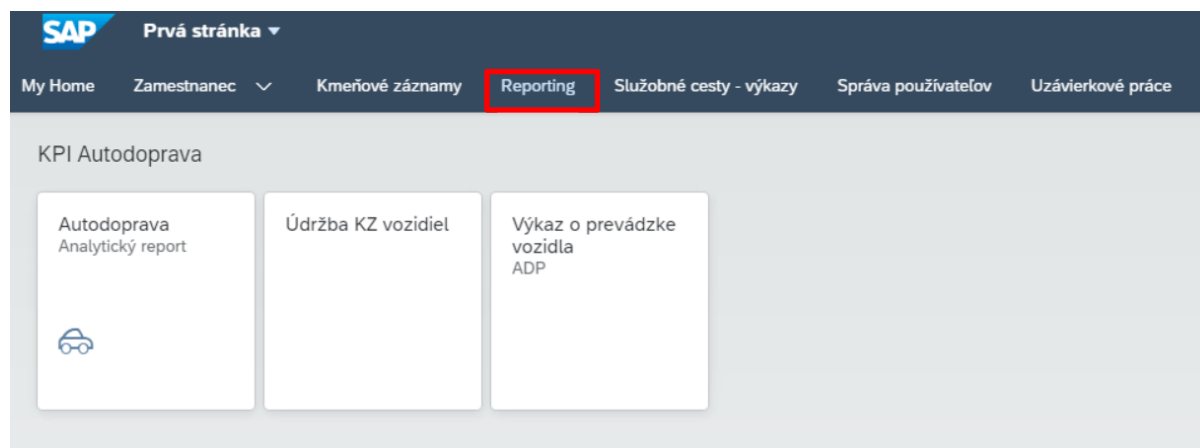 SAP Prvá stránka
My Home Zamestnanec Kmeňové záznamy Reporting Služobné cesty - výkazy Správa používateľov Uzávierkové práce
KPI Autodoprava
Autodoprava
Analytický report
Údržba KZ vozidiel
Výkaz o prevádzke
vozidla
ADP